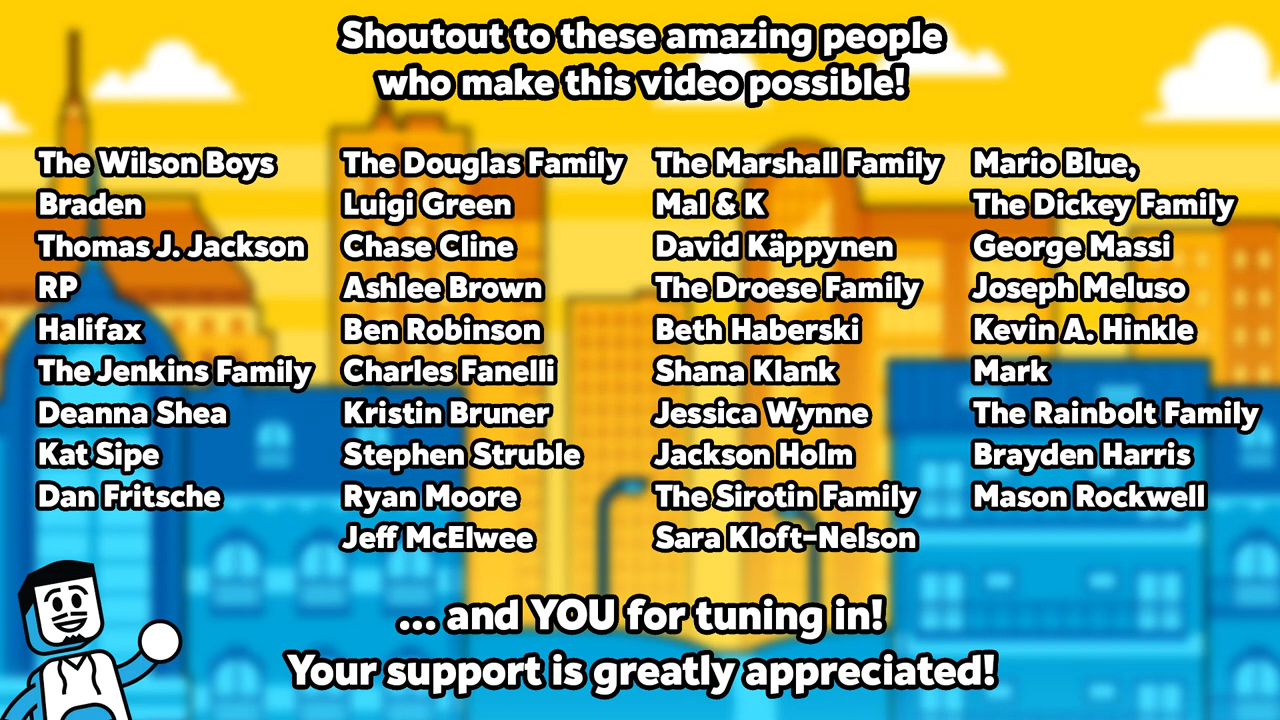 Shoutout to these amazing people
who make this video possible!
The Wilson Boys
Braden
Thomas J. Jackson
RP
Halifax
The Jenkins Family
Deanna Shea
Kat Sipe
Dan Fritsche
The Douglas Family
Luigi Green
Chase Cline
Ashlee Brown
Ben Robinson
Charles Fanelli
Kristin Bruner
Stephen Struble
Ryan Moore
Jeff McElwee
The Marshall Family
Mal & K
David Käppynen
The Droese Family
Beth Haberski
Shana Klank
Jessica Wynne
Jackson Holm
The Sirotin Family
Sara Kloft-Nelson
Mario Blue,
The Dickey Family
George Massi
Joseph Meluso
Kevin A. Hinkle
Mark
The Rainbolt Family
Brayden Harris
Mason Rockwell
... and YOU for tuning in!
Your support is greatly appreciated!